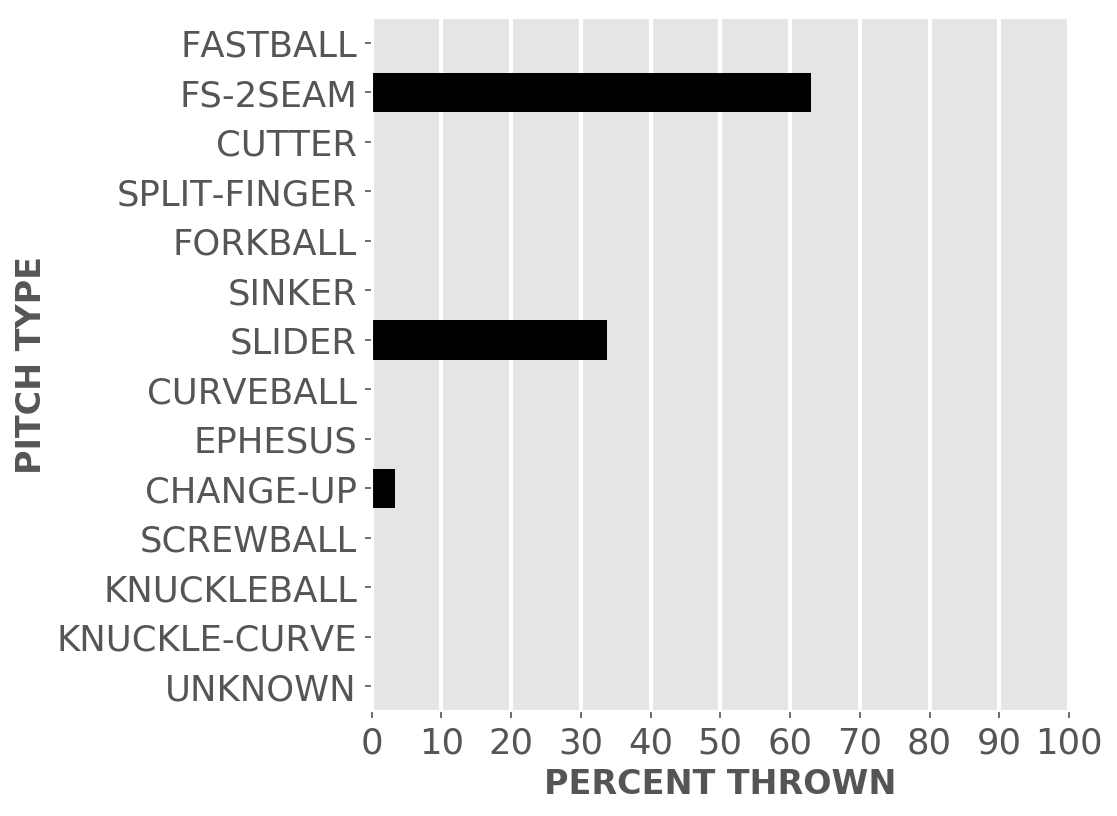 FASTBALL
FS-2SEAM
CUTTER
SPLIT-FINGER
FORKBALL
SINKER
SLIDER
CURVEBALL
EPHESUS
CHANGE-UP
SCREWBALL
KNUCKLEBALL
KNUCKLE-CURVE
UNKNOWN
PITCH TYPE
0 10 20 30 40 50 60 70 80 90 100
PERCENT THROWN